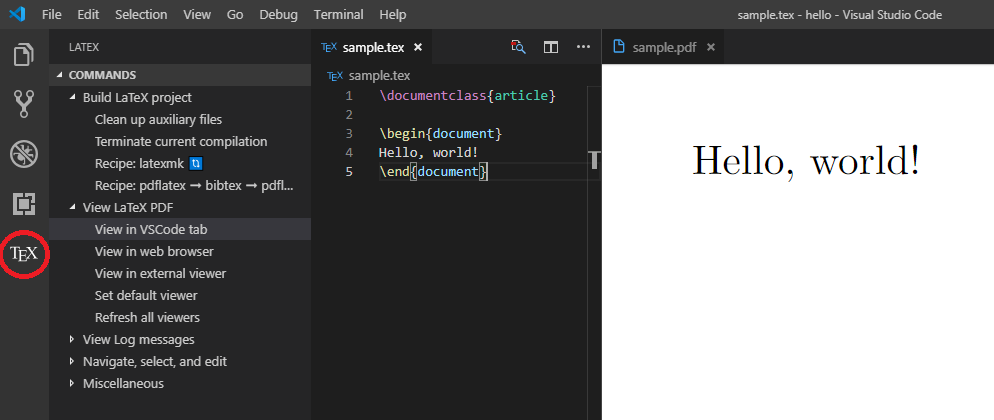 File Edit Selection View Go Debug Terminal Help sample.tex - hello - Visual Studio Code
LATEX
COMMANDS
Build LaTeX project
Clean up auxiliary files
Terminate current compilation
Recipe: latexmk
Recipe: pdflatex ➞ bibtex ➞ pdfl...
View LaTeX PDF
View in VSCode tab
View in web browser
View in external viewer
Set default viewer
Refresh all viewers
View Log messages
Navigate, select, and edit
Miscellaneous
TEX
TEX sample.tex
TEX sample.tex
1 \documentclass{article}
2
3 \begin{document}
4 Hello, world!
5 \end{document}
sample.pdf
Hello, world!